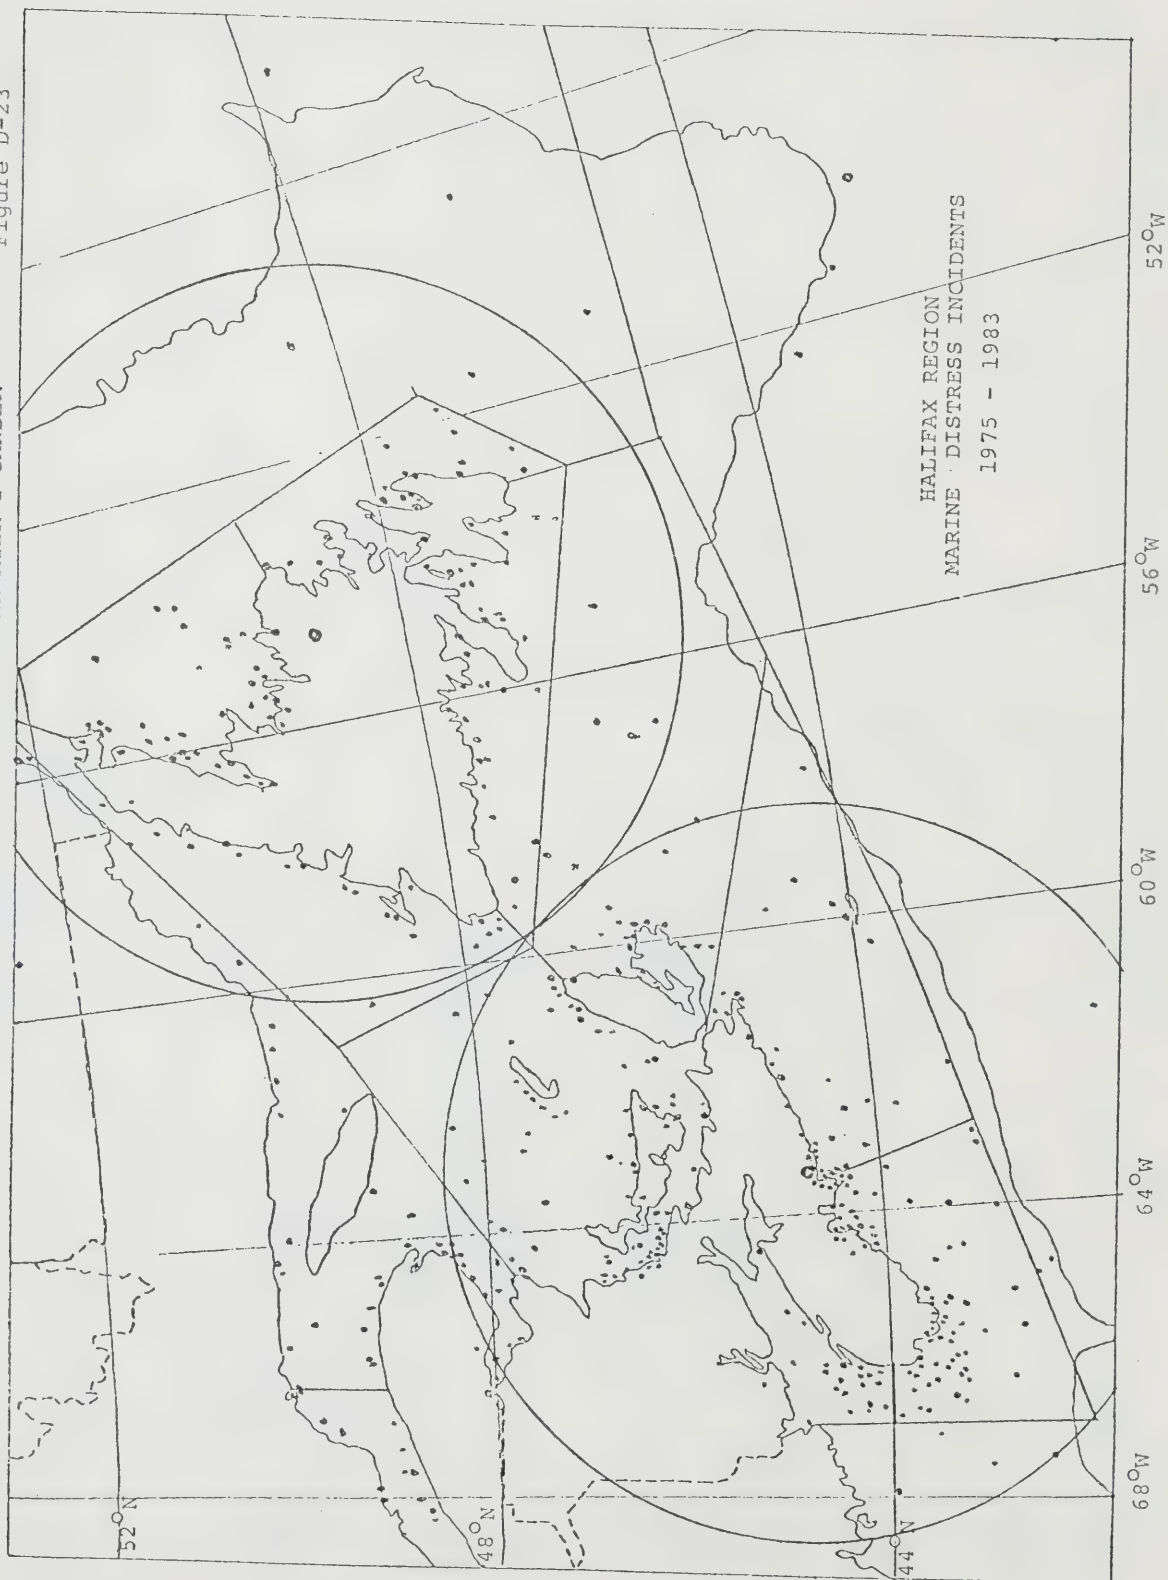 Figure D-23
HALIFAX REGION
MARINE DISTRESS INCIDENTS
1975 - 1983
52°N
48°N
44°N
68°W
64°W
60°W
56°W
52°W